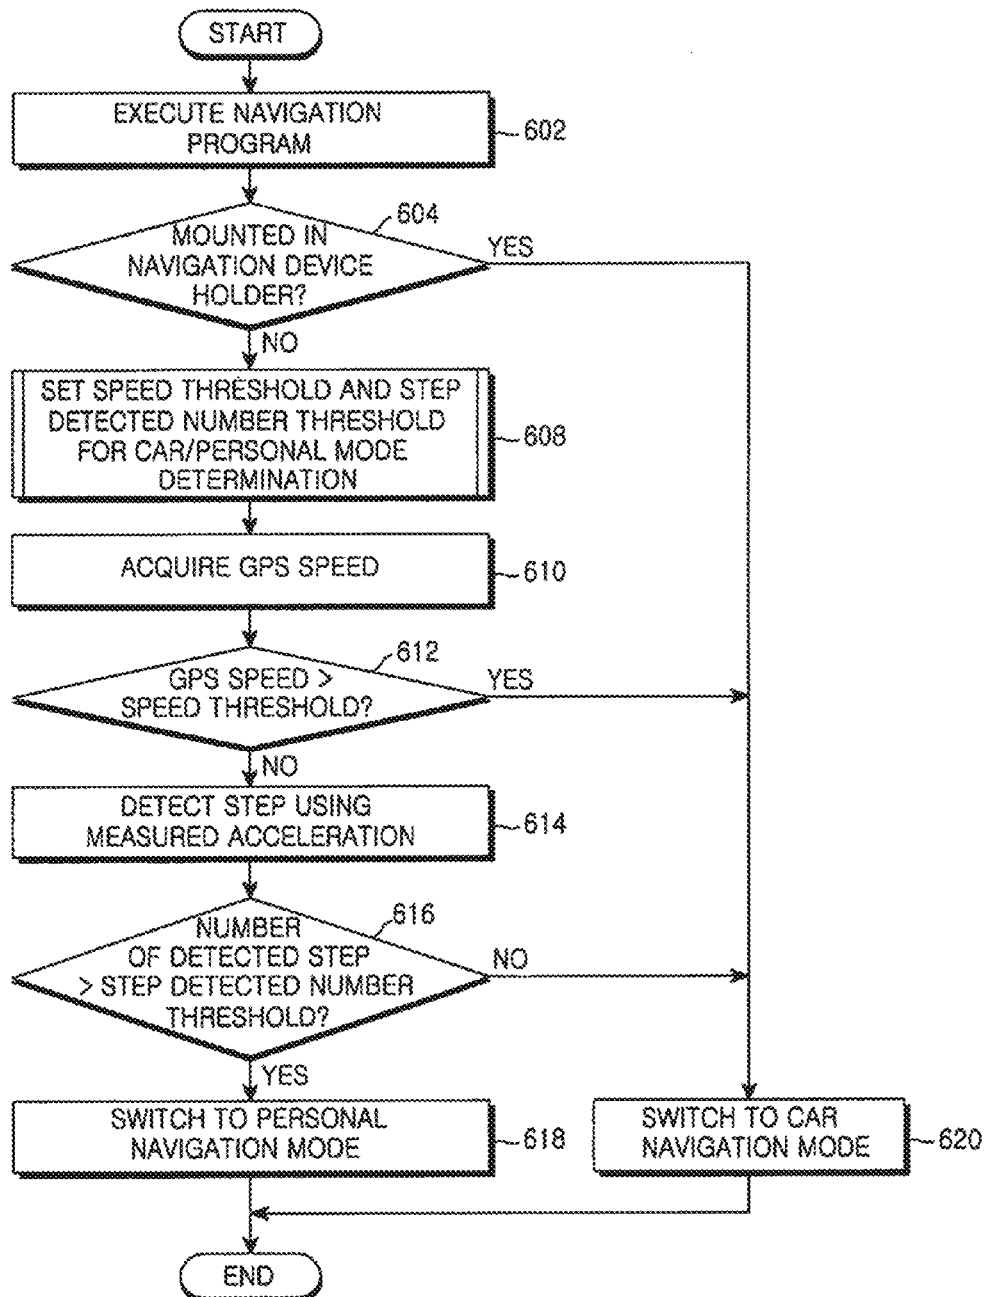 START
EXECUTE NAVIGATION
PROGRAM
602
604
MOUNTED IN
NAVIGATION DEVICE
HOLDER?
YES
NO
SET SPEED THRESHOLD AND STEP
DETECTED NUMBER THRESHOLD
FOR CAR/PERSONAL MODE
DETERMINATION
608
ACQUIRE GPS SPEED
610
612
GPS SPEED >
SPEED THRESHOLD?
YES
NO
DETECT STEP USING
MEASURED ACCELERATION
614
616
NUMBER
OF DETECTED STEP
> STEP DETECTED NUMBER
THRESHOLD?
NO
YES
SWITCH TO PERSONAL
NAVIGATION MODE
618
SWITCH TO CAR
NAVIGATION MODE
620
END